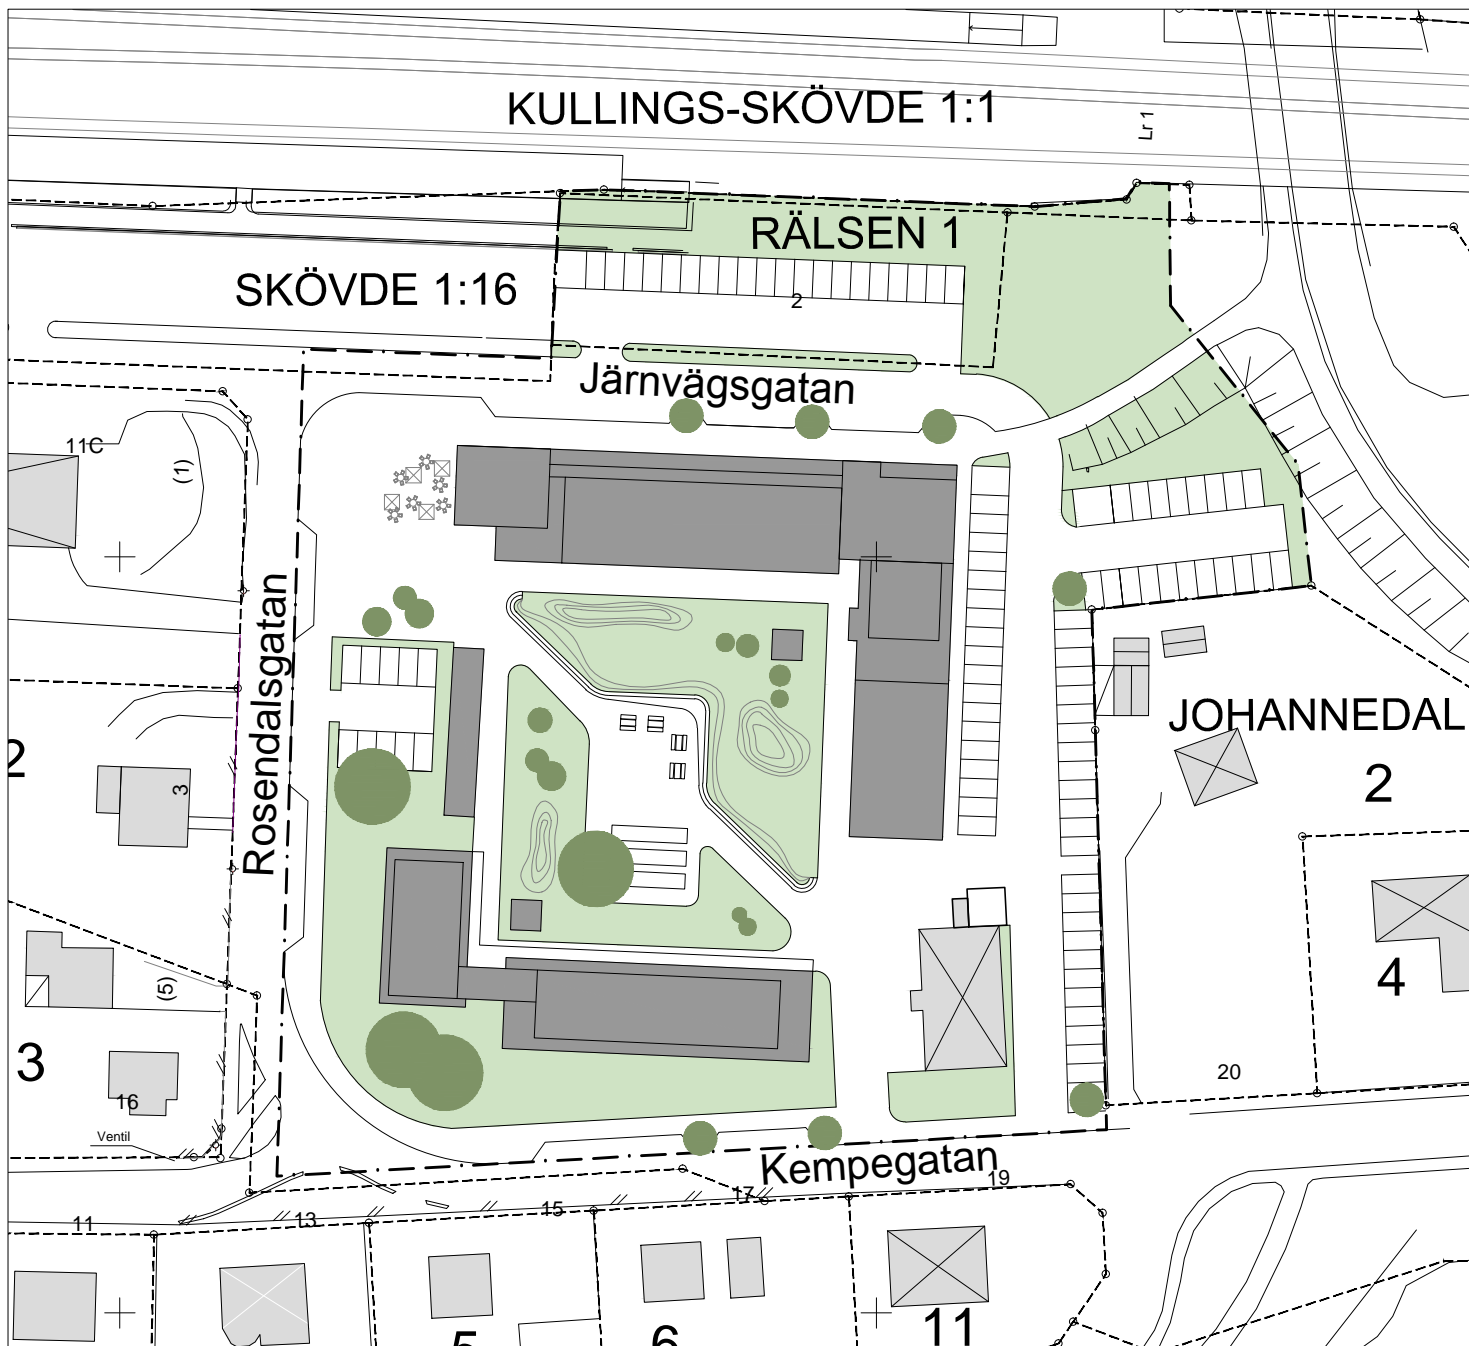 KULLINGS-SKÖVDE 1:1
Lr 1
RÄLSEN 1
SKÖVDE 1:16
2
Järnvägsgatan
11C
(1)
Rosendalsgatan
JOHANNEDAL
2
2
3
4
(5)
3
16
20
Ventil
3
Kempegatan
19
17
15
13
11
5
6
11